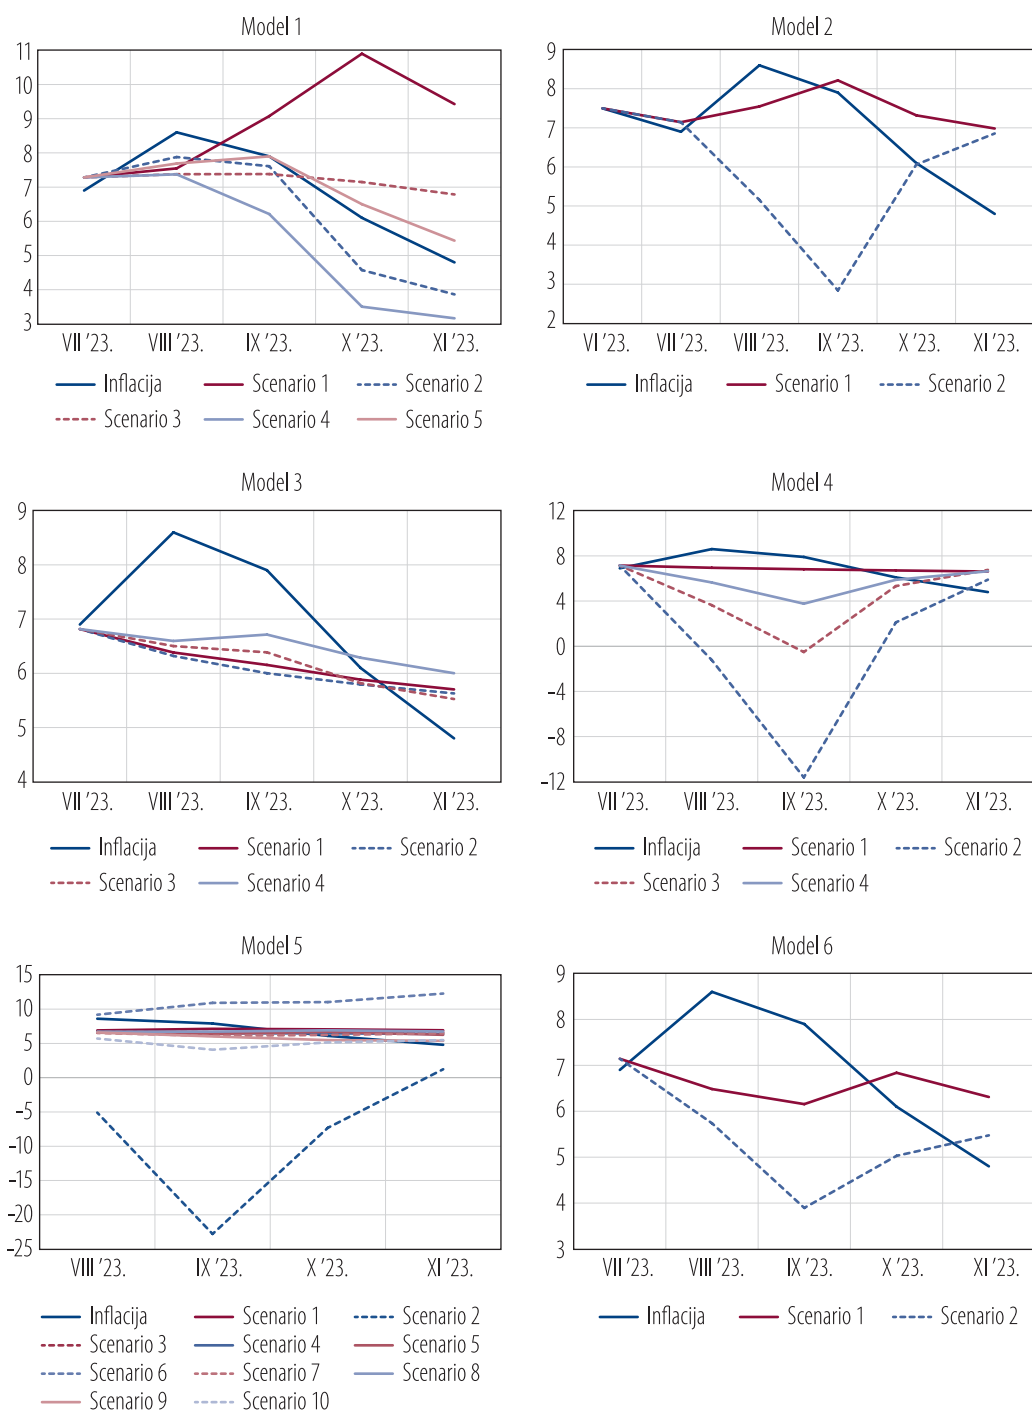 Model 1
11
10
9
8
7
6
5
4
3
VII '23. VIII '23. IX '23. X '23. XI '23.
Inflacija Scenario 1 Scenario 2
Scenario 3 Scenario 4 Scenario 5
Model 2
9
8
7
6
5
4
3
2
VI '23. VII '23. VIII '23. IX '23. X '23. XI '23.
Inflacija Scenario 1 Scenario 2
Model 3
9
8
7
6
5
4
VII '23. VIII '23. IX '23. X '23. XI '23.
Inflacija Scenario 1 Scenario 2
Scenario 3 Scenario 4
Model 4
12
8
4
0
−4
−8
−12
VII '23. VIII '23. IX '23. X '23. XI '23.
Inflacija Scenario 1 Scenario 2
Scenario 3 Scenario 4
Model 5
15
10
5
0
−5
−10
−15
−20
−25
VIII '23. IX '23. X '23. XI '23.
Inflacija Scenario 1 Scenario 2
Scenario 3 Scenario 4 Scenario 5
Scenario 6 Scenario 7 Scenario 8
Scenario 9 Scenario 10
Model 6
9
8
7
6
5
4
3
VII '23. VIII '23. IX '23. X '23. XI '23.
Inflacija Scenario 1 Scenario 2